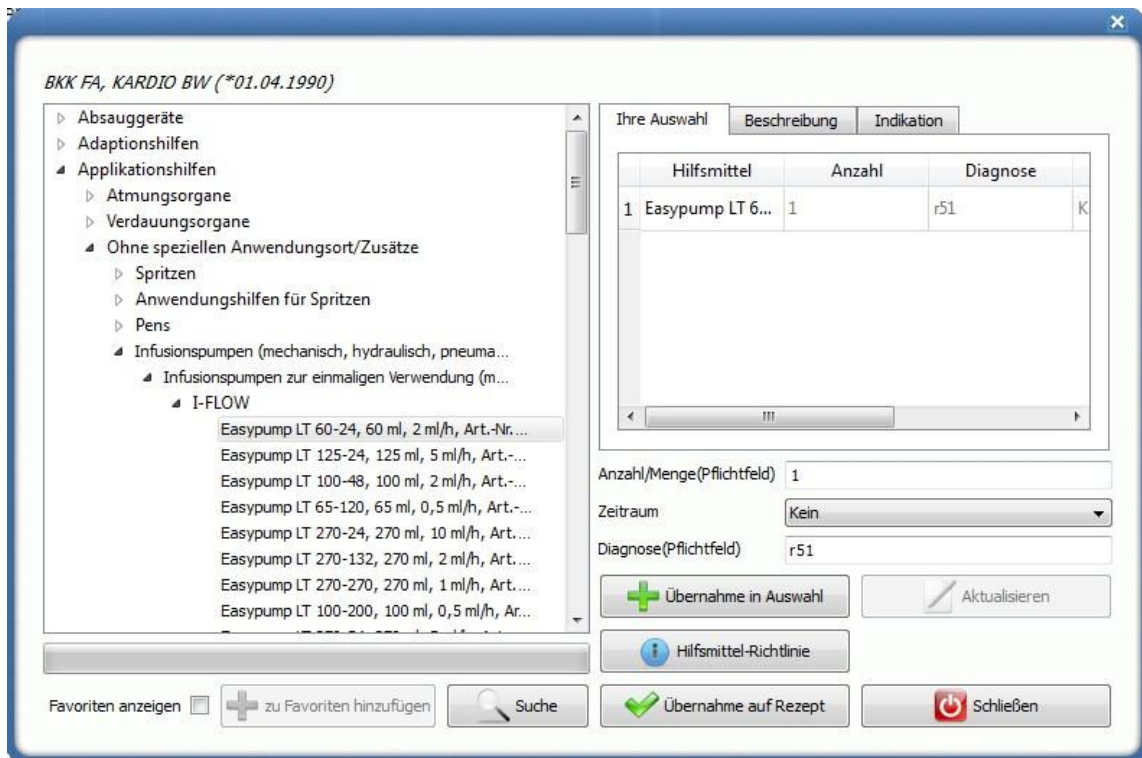 BKK FA, KARDIO BW (*01.04.1990)
Absauggeräte
Adaptionshilfen
Applikationshilfen
Atmungsorgane
Verdauungsorgane
Ohne speziellen Anwendungsort/Zusätze
Spritzen
Anwendungshilfen für Spritzen
Pens
Infusionspumpen (mechanisch, hydraulisch, pneuma...
Infusionspumpen zur einmaligen Verwendung (m...
I-FLOW
Easypump LT 60-24, 60 ml, 2 ml/h, Art.-Nr....
Easypump LT 125-24, 125 ml, 5 ml/h, Art.-...
Easypump LT 100-48, 100 ml, 2 ml/h, Art.-...
Easypump LT 65-120, 65 ml, 0,5 ml/h, Art.-...
Easypump LT 270-24, 270 ml, 10 ml/h, Art....
Easypump LT 270-132, 270 ml, 2 ml/h, Art....
Easypump LT 270-270, 270 ml, 1 ml/h, Art....
Easypump LT 100-200, 100 ml, 0,5 ml/h, Ar...
Favoriten anzeigen zu Favoriten hinzufügen Suche
Ihre Auswahl Beschreibung Indikation
Hilfsmittel Anzahl Diagnose
1 Easypump LT 6... 1 r51 K
Anzahl/Menge(Pflichtfeld) 1
Zeitraum Kein
Diagnose(Pflichtfeld) r51
Übernahme in Auswahl Aktualisieren
Hilfsmittel-Richtlinie
Übernahme auf Rezept Schließen